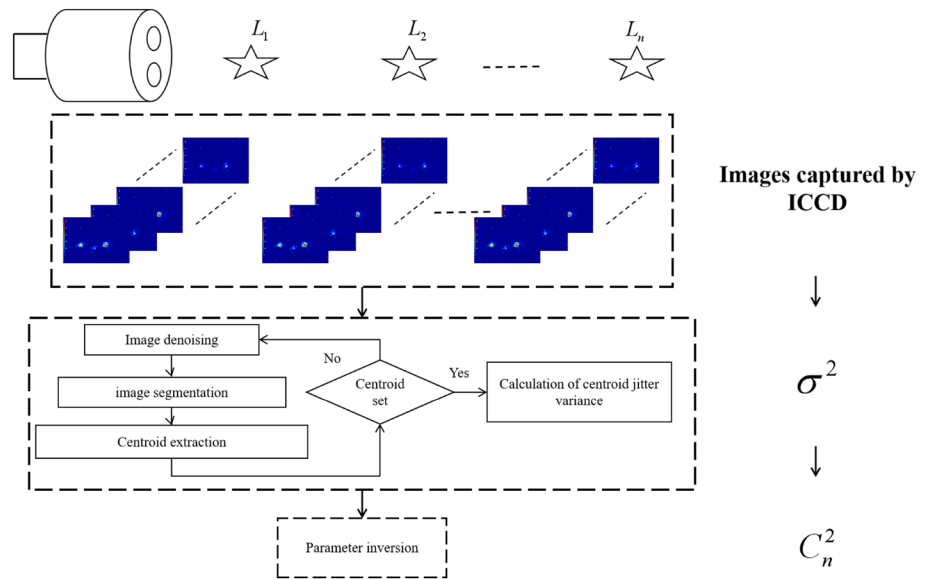 L₁
L₂
Lₙ
Images captured by
ICCD
Image denoising
image segmentation
Centroid extraction
No
Centroid
set
Yes
Calculation of centroid jitter
variance
σ²
Parameter inversion
Cₙ²